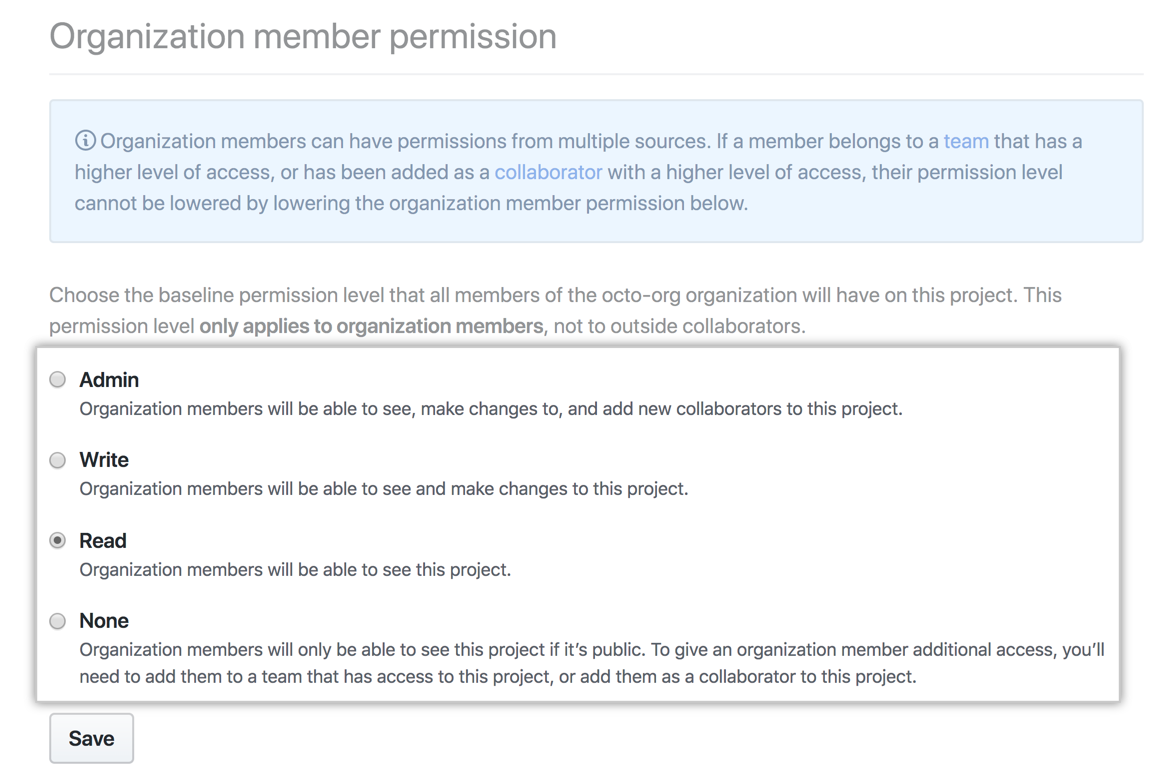 Organization member permission
Organization members can have permissions from multiple sources. If a member belongs to a team that has a
higher level of access, or has been added as a collaborator with a higher level of access, their permission level
cannot be lowered by lowering the organization member permission below.
Choose the baseline permission level that all members of the octo-org organization will have on this project. This
permission level only applies to organization members, not to outside collaborators.
Admin
Organization members will be able to see, make changes to, and add new collaborators to this project.
Write
Organization members will be able to see and make changes to this project.
Read
Organization members will be able to see this project.
None
Organization members will only be able to see this project if it’s public. To give an organization member additional access, you’ll
need to add them to a team that has access to this project, or add them as a collaborator to this project.
Save